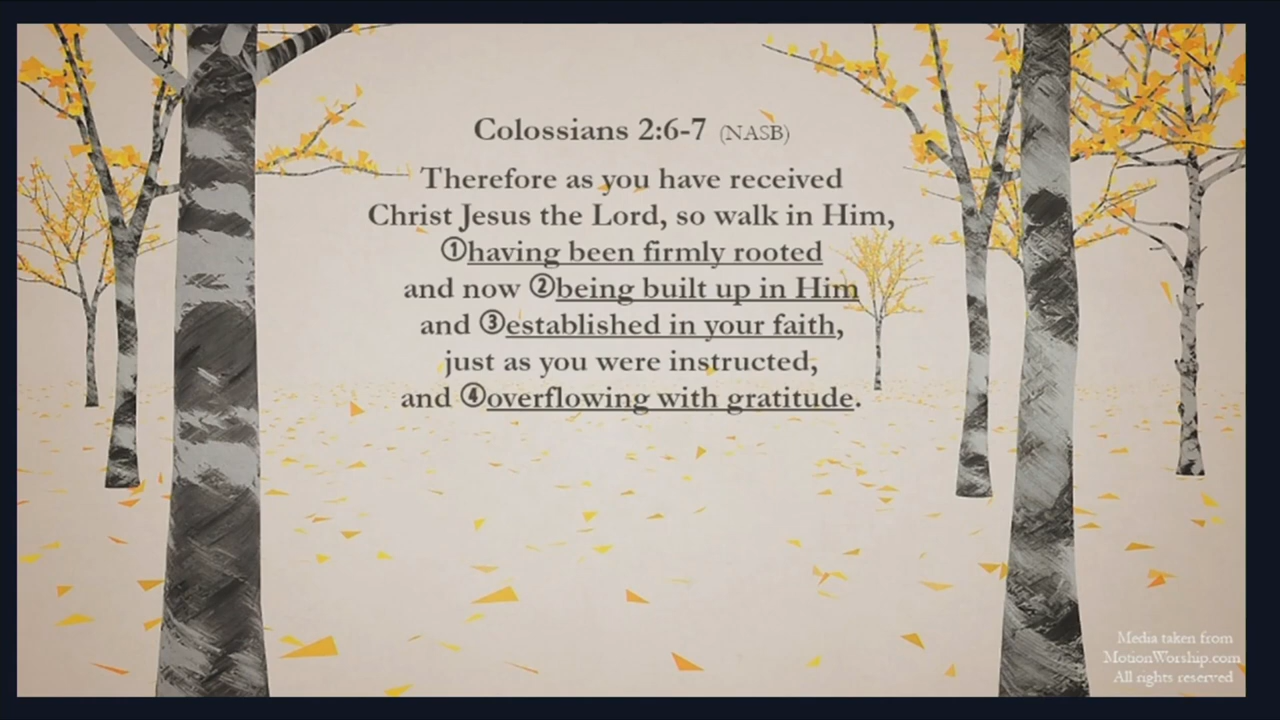 Colossians 2:6-7 (NASB)
Therefore as you have received
Christ Jesus the Lord, so walk in Him,
①having been firmly rooted
and now ②being built up in Him
and ③established in your faith,
just as you were instructed,
and ④overflowing with gratitude.
Media taken from
MotionWorship.com
All rights reserved